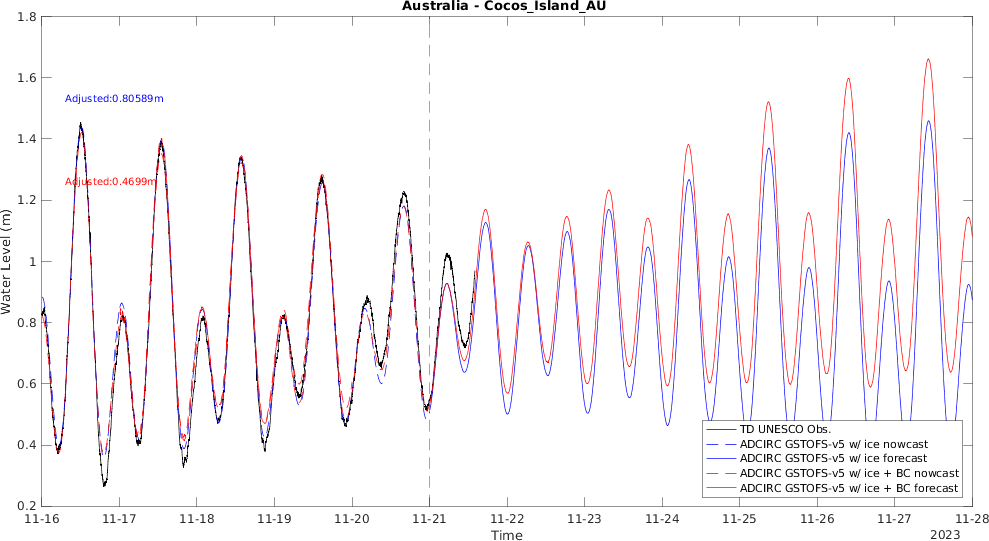 Australia - Cocos_Island_AU
1.8
1.6
1.4
1.2
1
0.8
0.6
0.4
0.2
Water Level (m)
Adjusted:0.80589m
Adjusted:0.4699m
TD UNESCO Obs.
ADCIRC GSTOFS-v5 w/ ice nowcast
ADCIRC GSTOFS-v5 w/ ice forecast
ADCIRC GSTOFS-v5 w/ ice + BC nowcast
ADCIRC GSTOFS-v5 w/ ice + BC forecast
11-16 11-17 11-18 11-19 11-20 11-21 11-22 11-23 11-24 11-25 11-26 11-27 11-28
Time
2023